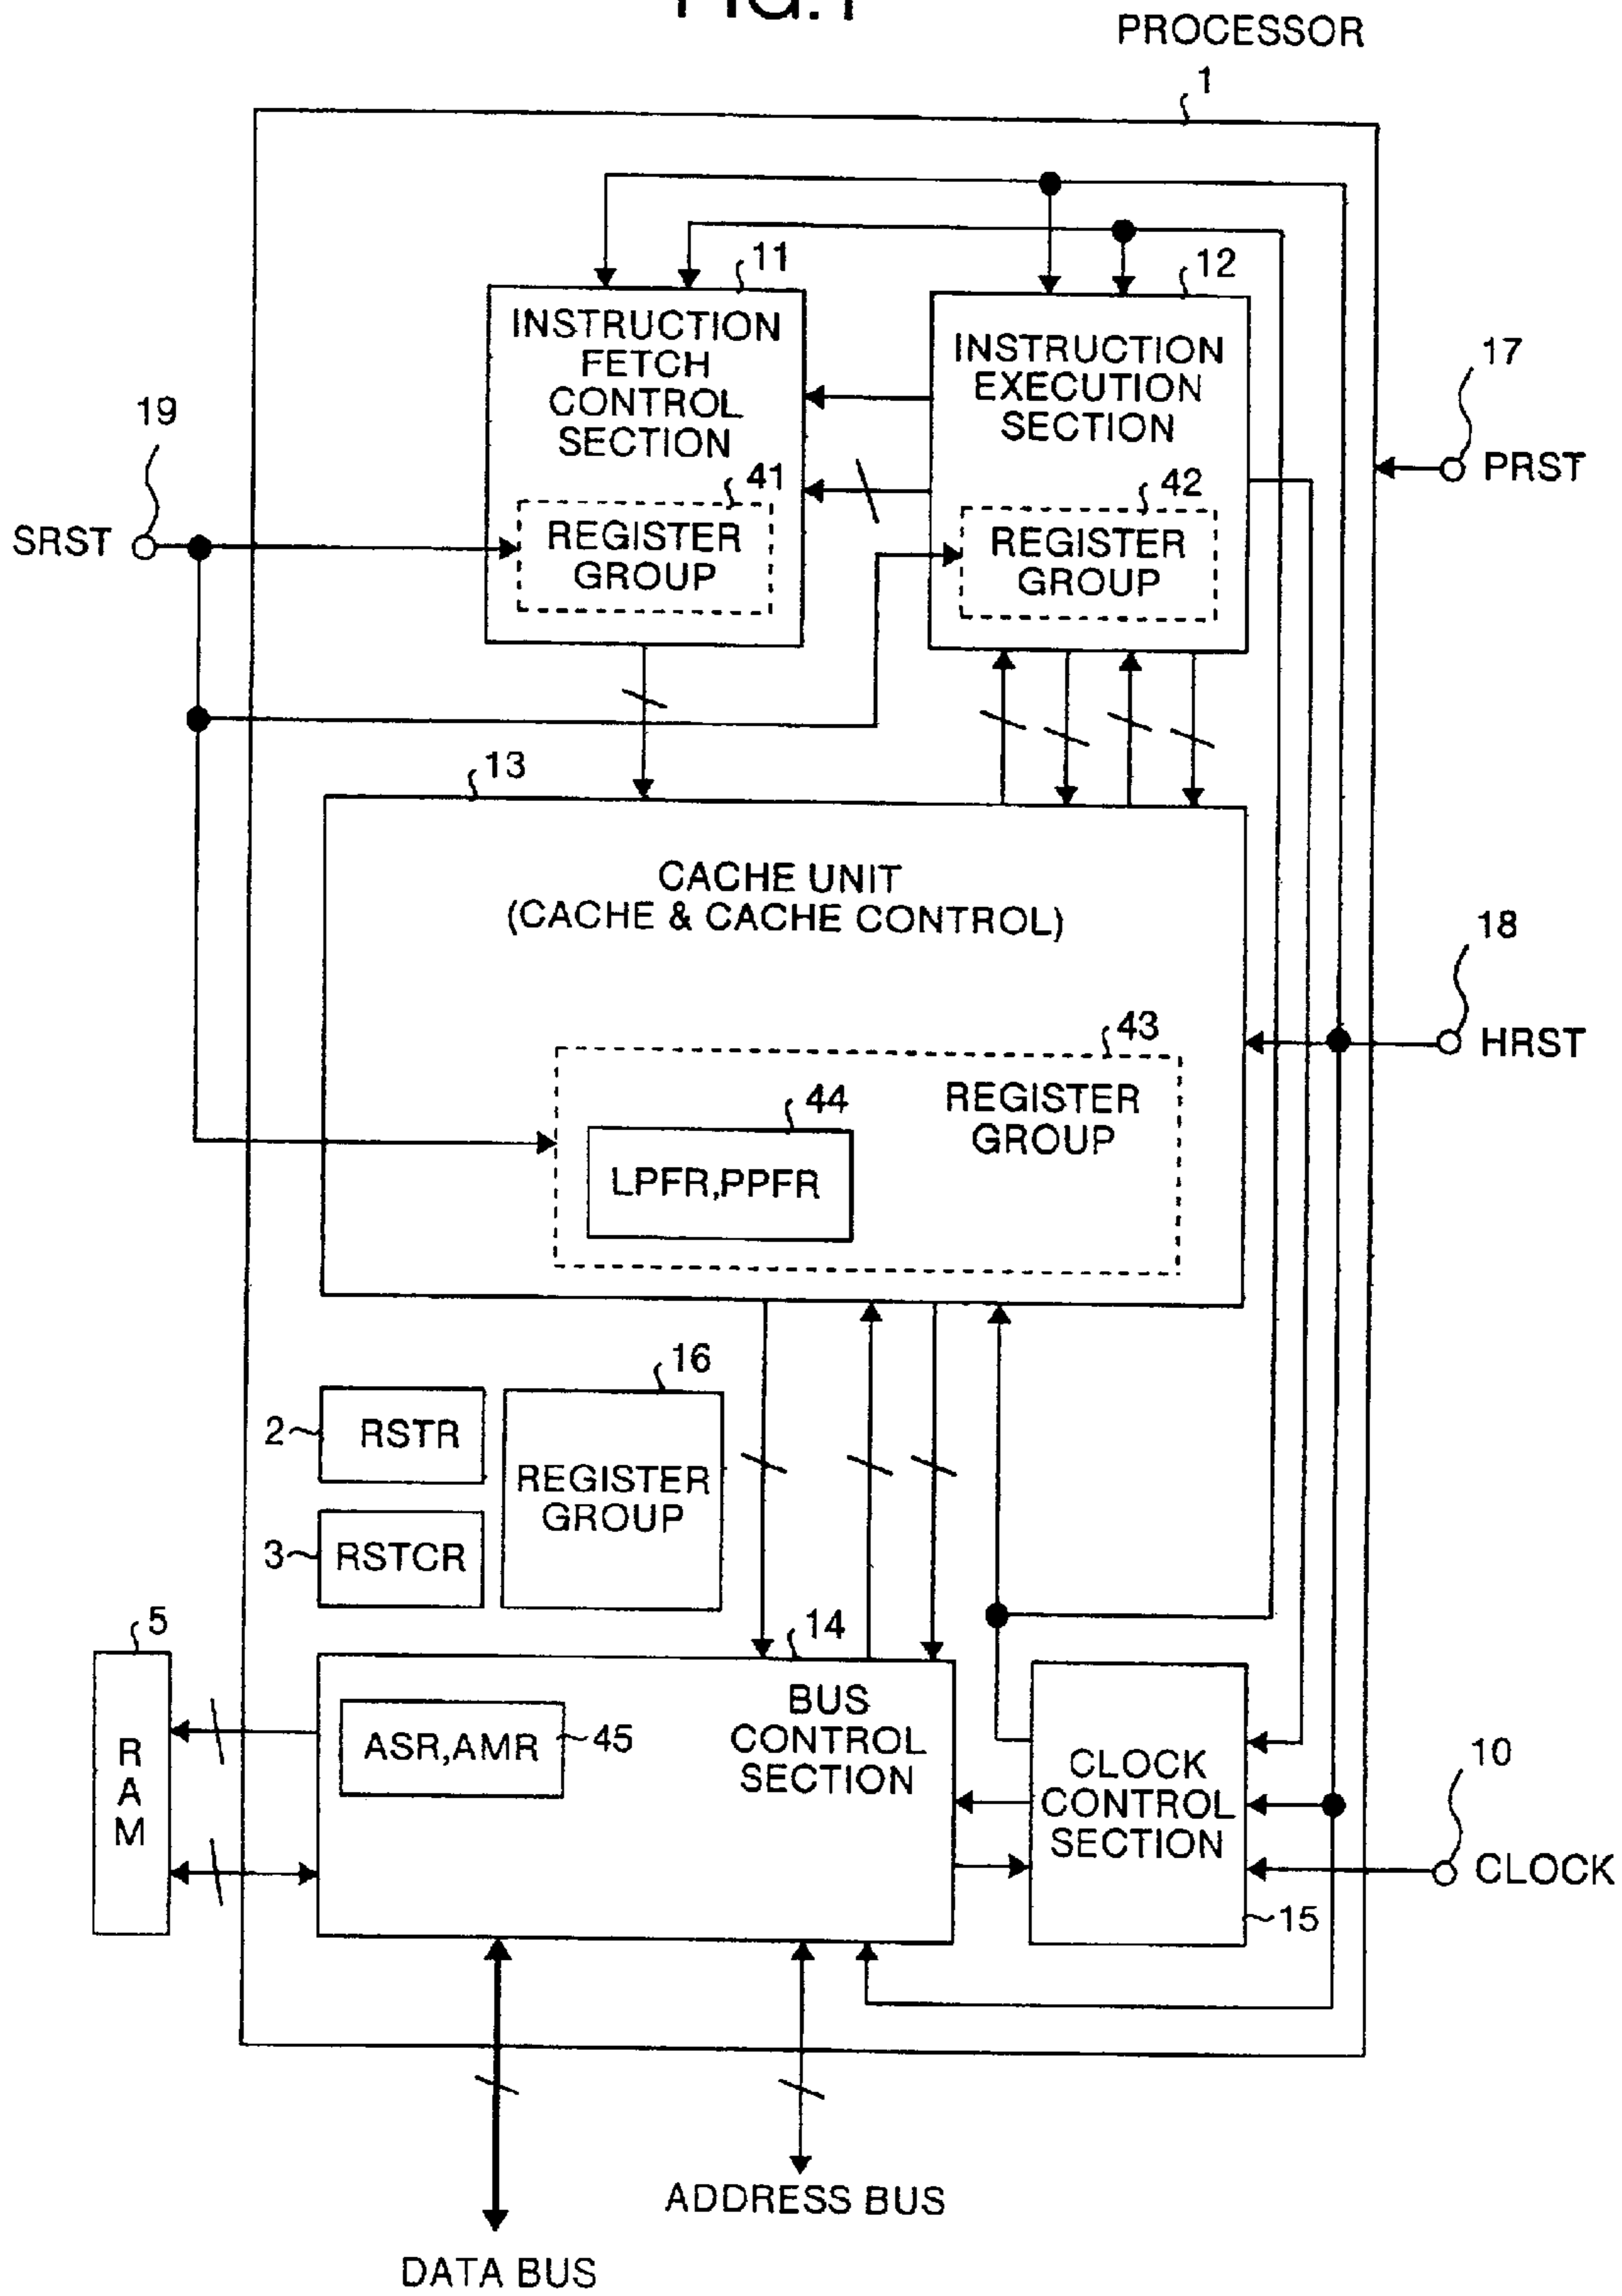 FIG.1
PROCESSOR
1
11
12
INSTRUCTION
FETCH
CONTROL
SECTION
INSTRUCTION
EXECUTION
SECTION
17
PRST
19
SRST
41
REGISTER
GROUP
42
REGISTER
GROUP
13
CACHE UNIT
(CACHE & CACHE CONTROL)
18
HRST
43
REGISTER
GROUP
44
LPFR,PPFR
16
2
RSTR
REGISTER
GROUP
3
RSTCR
5
RAM
14
BUS
CONTROL
SECTION
ASR,AMR
45
CLOCK
CONTROL
SECTION
10
CLOCK
15
ADDRESS BUS
DATA BUS